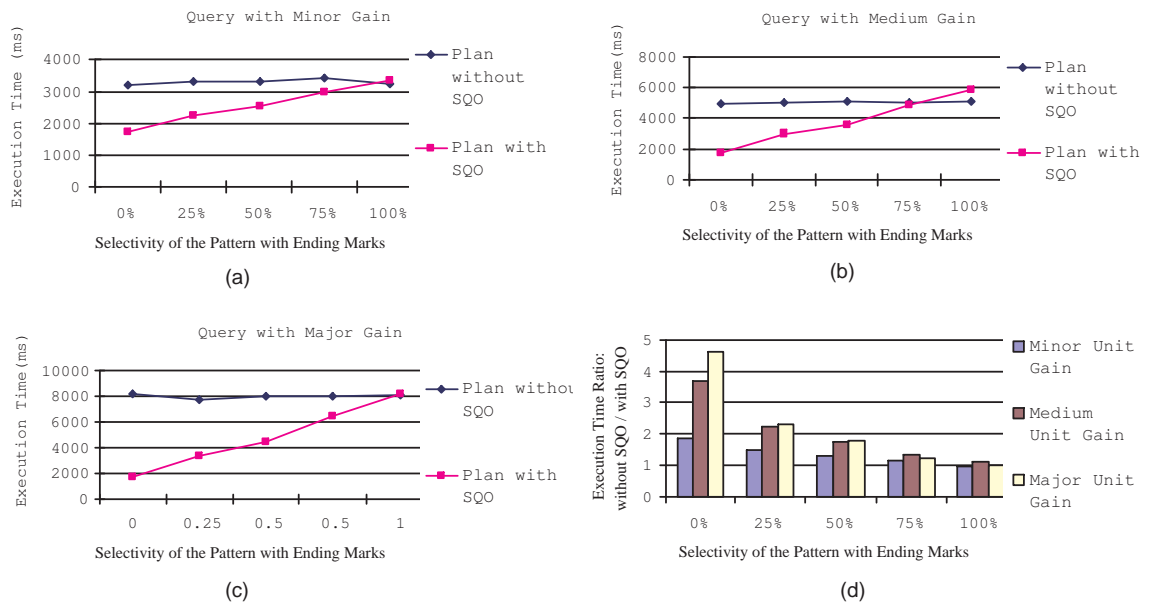 Query with Minor Gain
Execution Time (ms)
4000
3000
2000
1000
0
0% 25% 50% 75% 100%
Selectivity of the Pattern with Ending Marks
Plan
without
SQO
Plan with
SQO
(a)
Query with Medium Gain
Execution Time(ms)
8000
6000
4000
2000
0
0% 25% 50% 75% 100%
Selectivity of the Pattern with Ending Marks
Plan
without
SQO
Plan with
SQO
(b)
Query with Major Gain
Execution Time(ms)
10000
8000
6000
4000
2000
0
0 0.25 0.5 0.5 1
Selectivity of the Pattern with Ending Marks
Plan withou
SQO
Plan with
SQO
(c)
Execution Time Ratio:
without SQO / with SQO
5
4
3
2
1
0
0% 25% 50% 75% 100%
Selectivity of the Pattern with Ending Marks
Minor Unit
Gain
Medium
Unit Gain
Major Unit
Gain
(d)